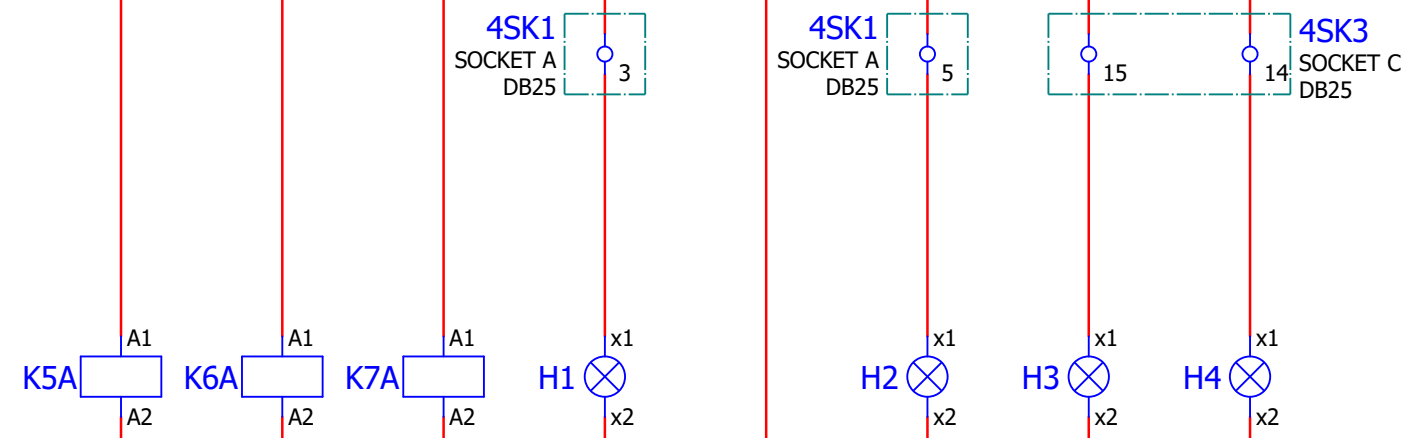 4SK1
SOCKET A
DB25
3
4SK1
SOCKET A
DB25
5
15
14
4SK3
SOCKET C
DB25
A1
A1
A1
x1
x1
x1
x1
K5A
K6A
K7A
H1
H2
H3
H4
A2
A2
A2
x2
x2
x2
x2